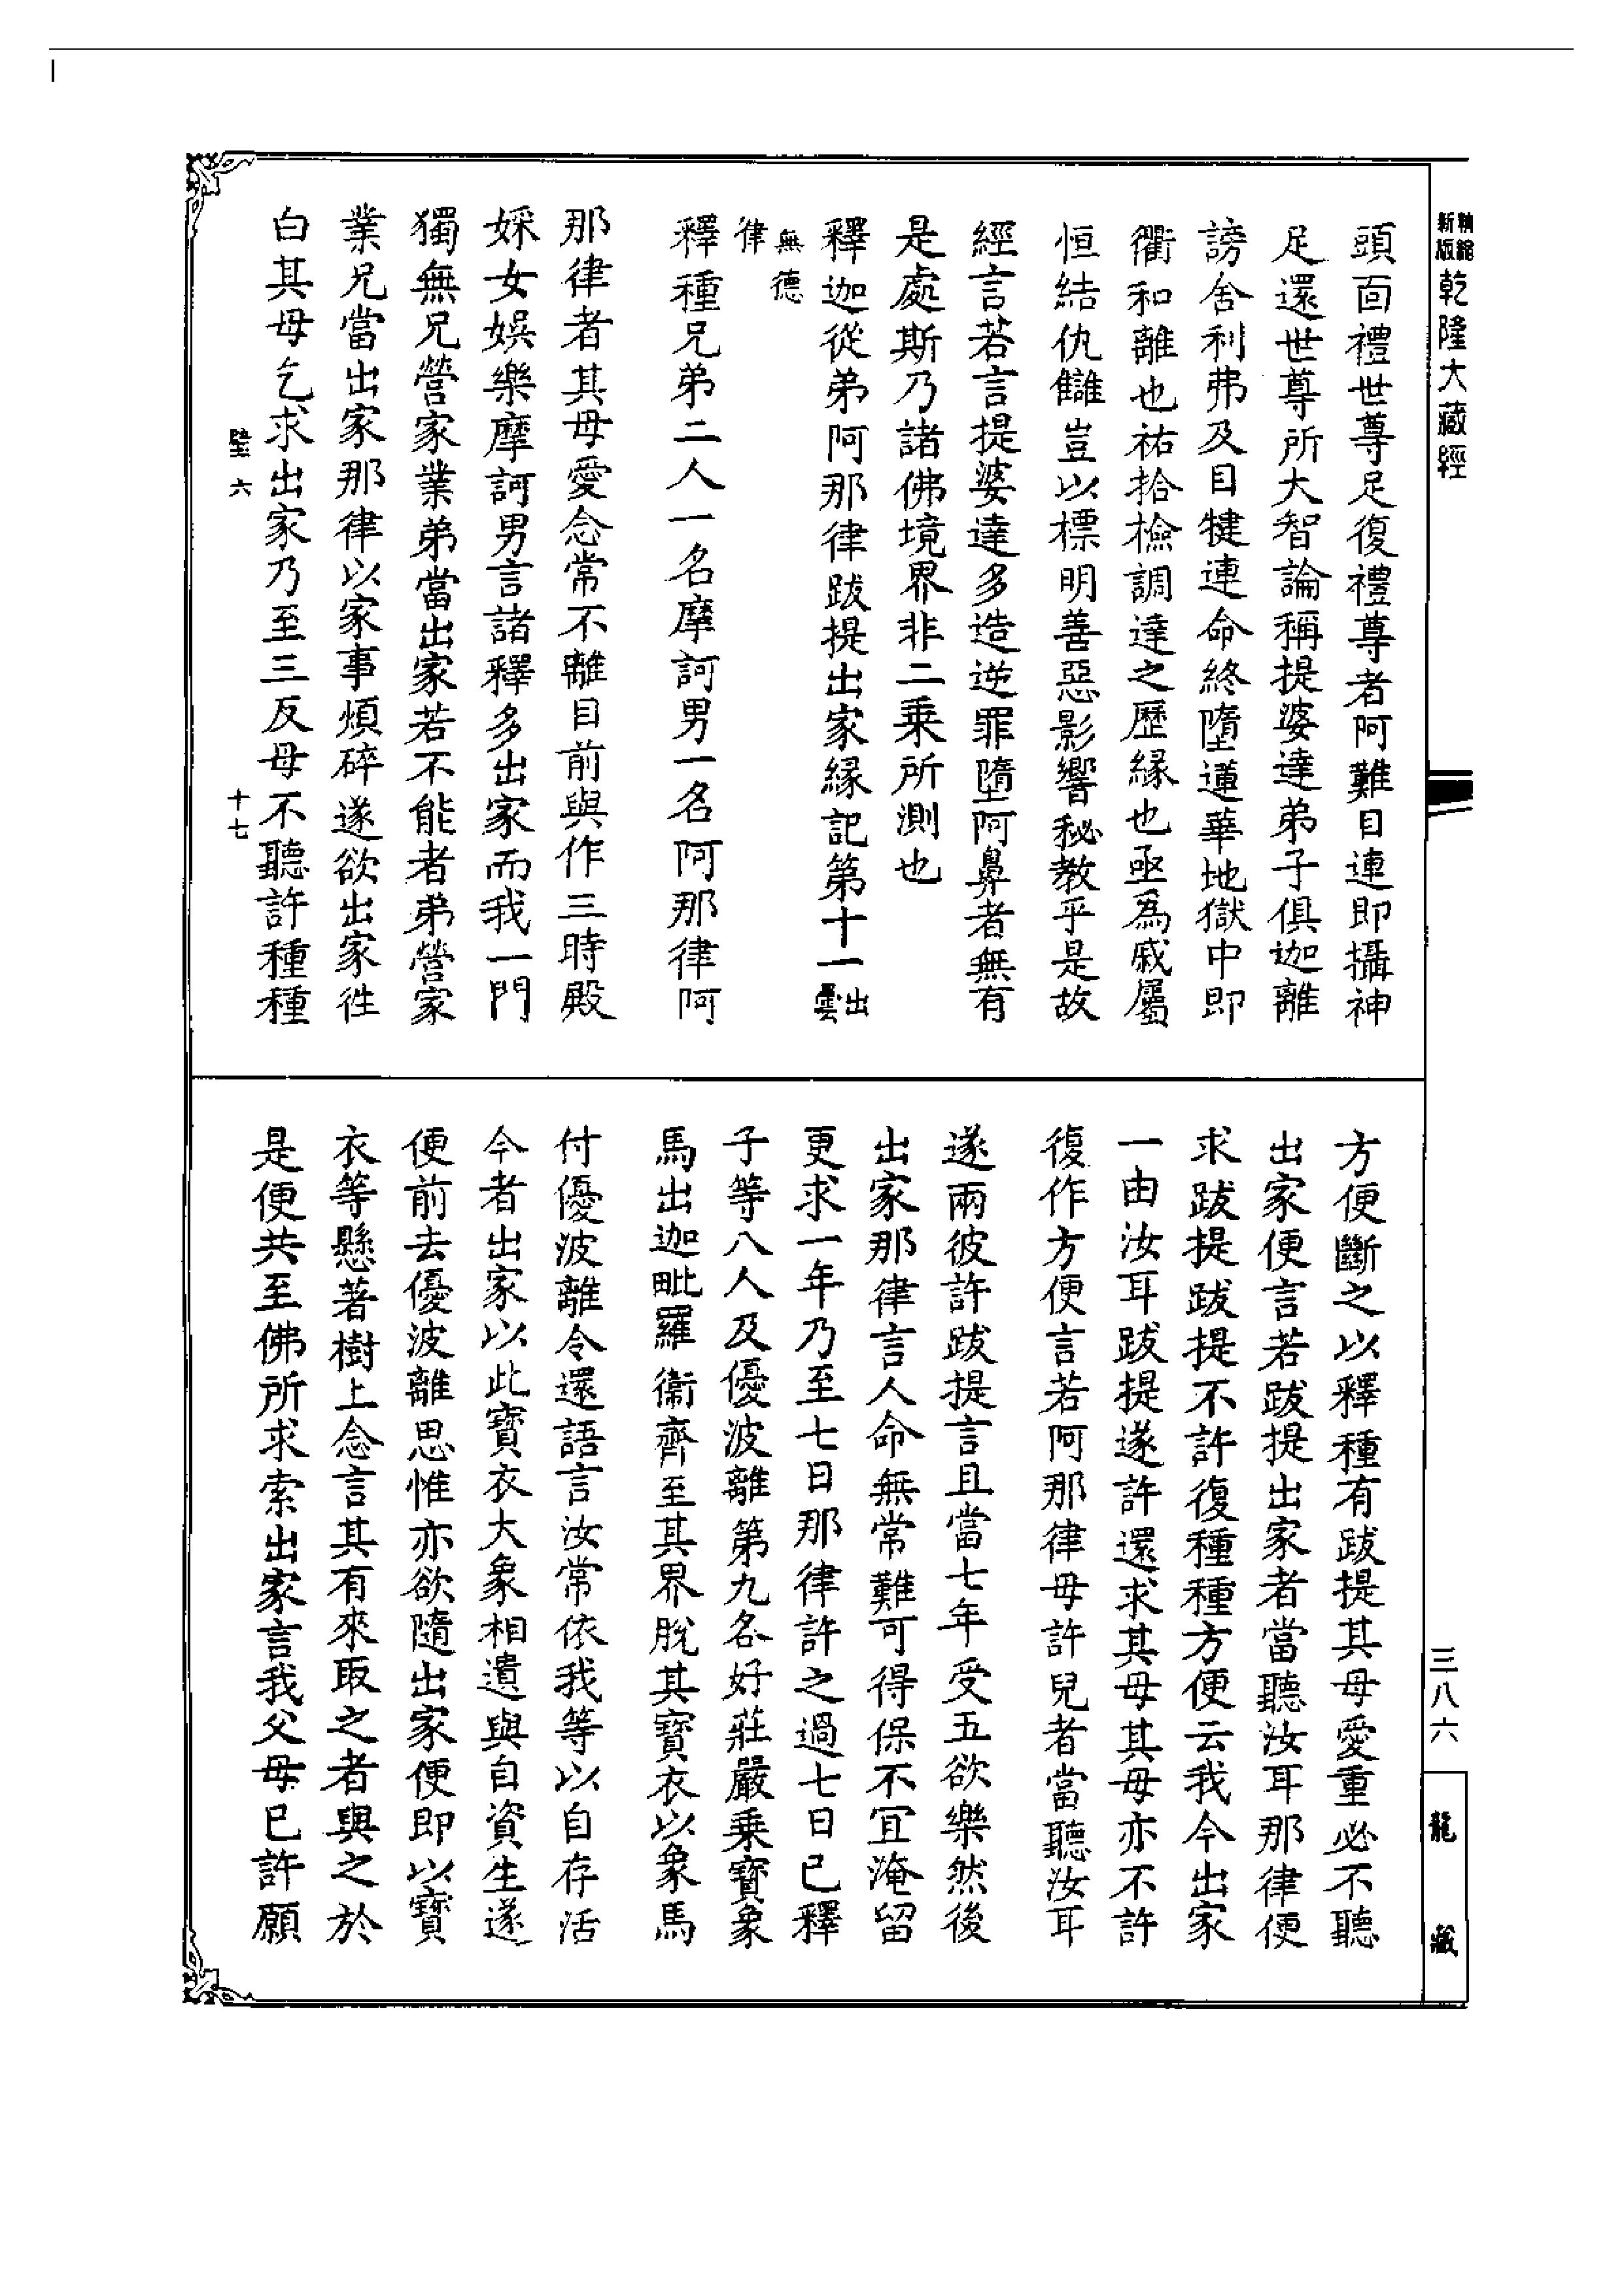 新版精縮乾隆大藏經
頭面禮世尊足復禮尊者阿難目連即攝神
足還世尊所大智論稱提婆達弟子俱迦離
謗舍利弗及目犍連命終墮蓮華地獄中即
衢和離也祐拾檢調達之歷緣也亟爲戚屬
恒結仇讎豈以標明善惡影響秘教乎是故
經言若言提婆達多造逆罪墮阿鼻者無有
是處斯乃諸佛境界非二乘所測也
釋迦從弟阿那律跋提出家緣記第十一出曇
無德律
釋種兄弟二人一名摩訶男一名阿那律阿
那律者其母愛念常不離目前與作三時殿
婇女娛樂摩訶男言諸釋多出家而我一門
獨無兄營家業弟當出家若不能者弟營家
業兄當出家那律以家事煩碎遂欲出家徃
白其母乞求出家乃至三反母不聽許種種
璧六
十七
方便斷之以釋種有跋提其母愛重必不聽
出家便言若跋提出家者當聽汝耳那律便
求跋提跋提不許復種種方便云我今出家
一由汝耳跋提遂許還求其母其母亦不許
復作方便言若阿那律母許兒者當聽汝耳
遂兩彼許跋提言且當七年受五欲樂然後
出家那律言人命無常難可得保不宜淹留
更求一年乃至七日那律許之過七日已釋
子等八人及優波離第九各好莊嚴乘寶象
馬出迦毗羅衞齊至其界脫其寶衣以象馬
付優波離令還語言汝常依我等以自存活
今者出家以此寶衣大象相遺與自資生遂
便前去優波離思惟亦欲隨出家便即以寶
衣等懸著樹上念言其有來取之者與之於
是便共至佛所求索出家言我父母已許願
三八六
龍藏